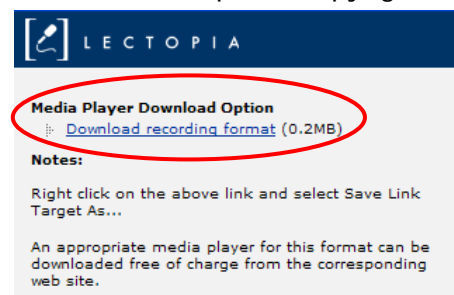 LECTOPIA
Media Player Download Option
Download recording format (0.2MB)
Notes:
Right click on the above link and select Save Link
Target As...
An appropriate media player for this format can be
downloaded free of charge from the corresponding
web site.